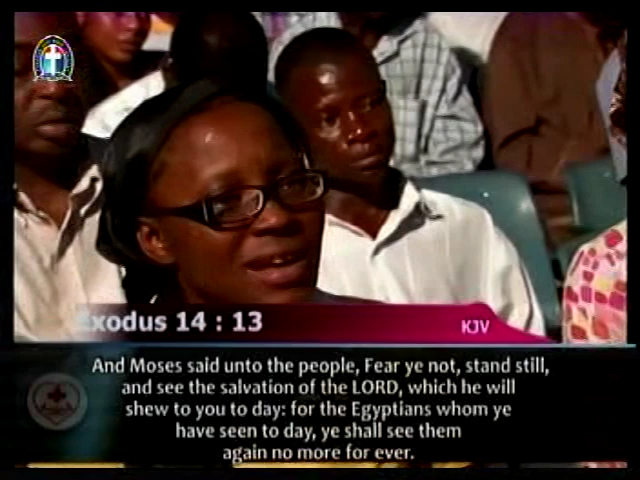 Exodus 14 : 13
KJV
And Moses said unto the people, Fear ye not, stand still,
and see the salvation of the LORD, which he will
shew to you to day: for the Egyptians whom ye
have seen to day, ye shall see them
again no more for ever.